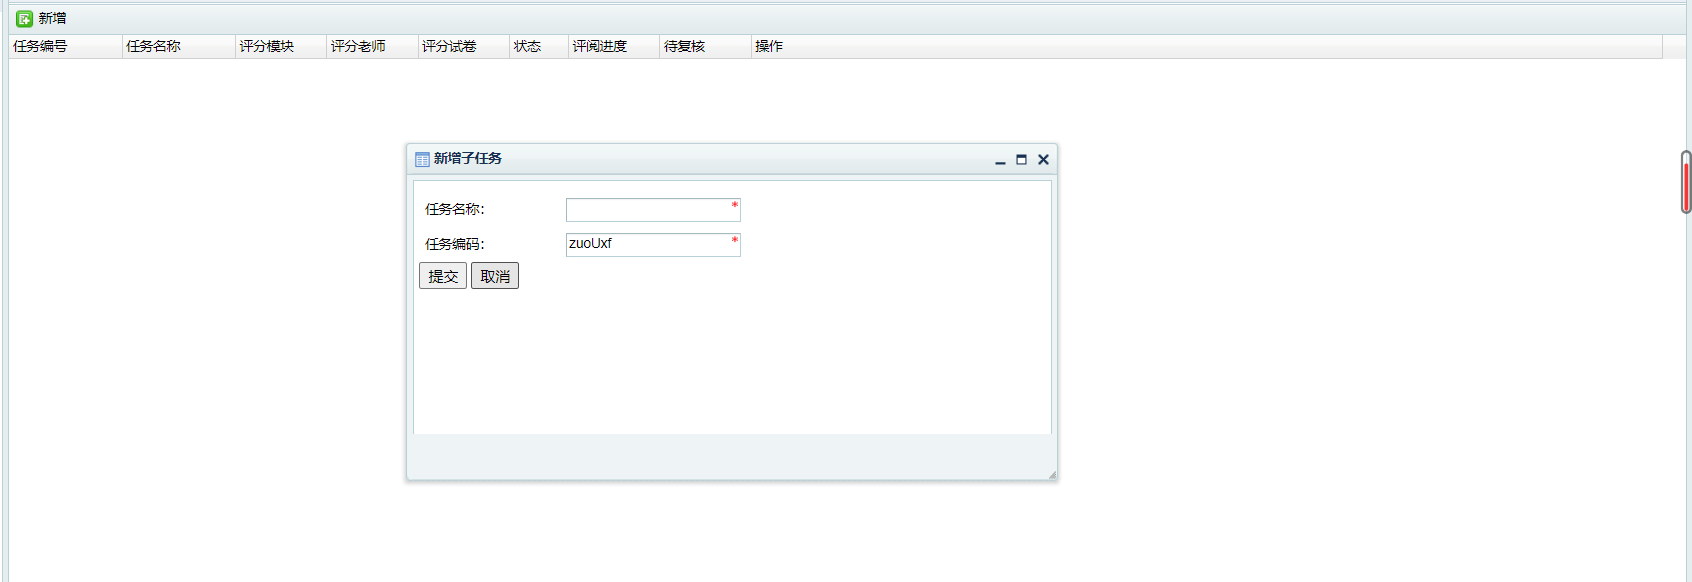 新增
任务编号 任务名称 评分模块 评分老师 评分试卷 状态 评阅进度 待复核 操作
新增子任务
任务名称: *
任务编码: zuoUxf *
提交 取消